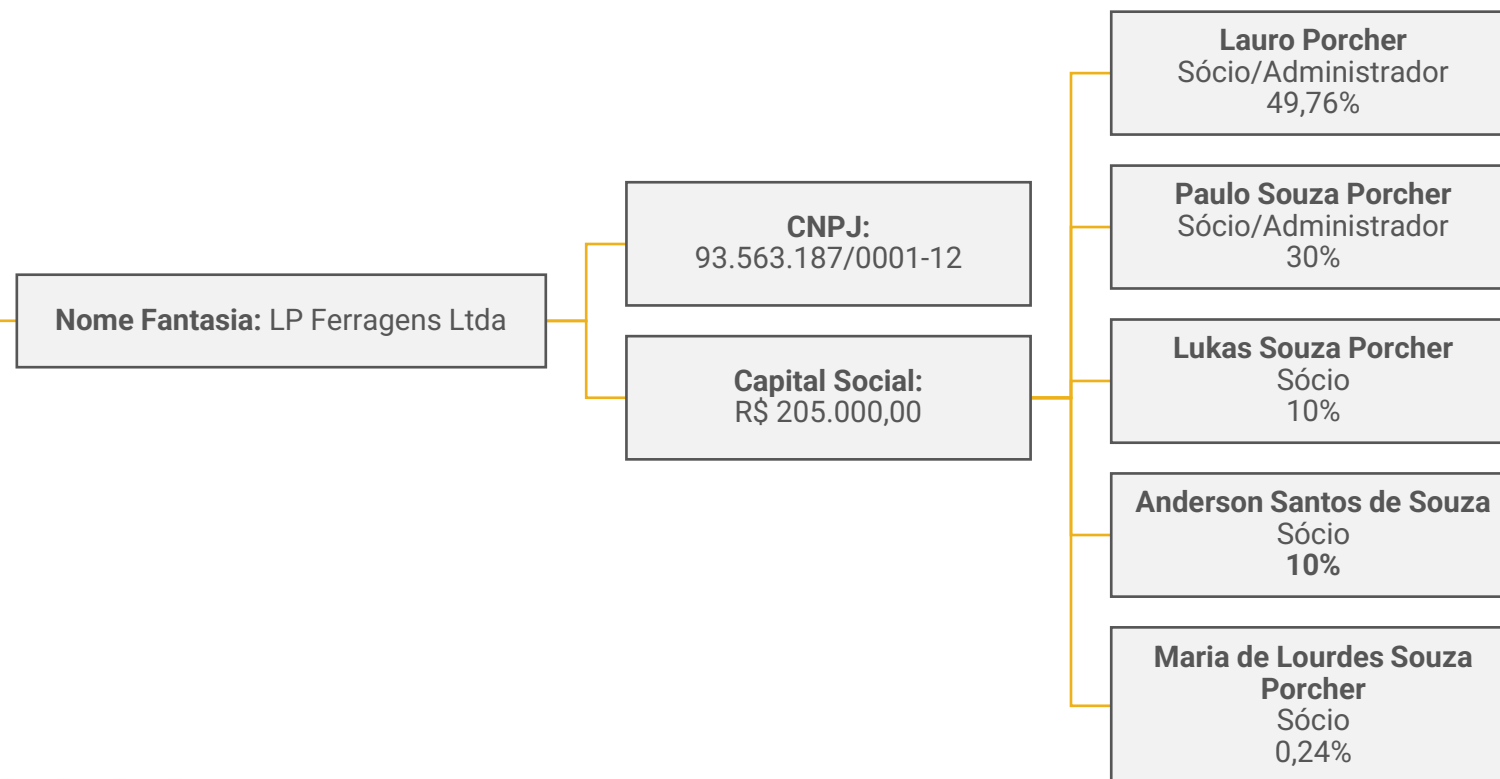 Nome Fantasia: LP Ferragens Ltda
CNPJ:
93.563.187/0001-12
Capital Social:
R$ 205.000,00
Lauro Porcher
Sócio/Administrador
49,76%
Paulo Souza Porcher
Sócio/Administrador
30%
Lukas Souza Porcher
Sócio
10%
Anderson Santos de Souza
Sócio
10%
Maria de Lourdes Souza
Porcher
Sócio
0,24%